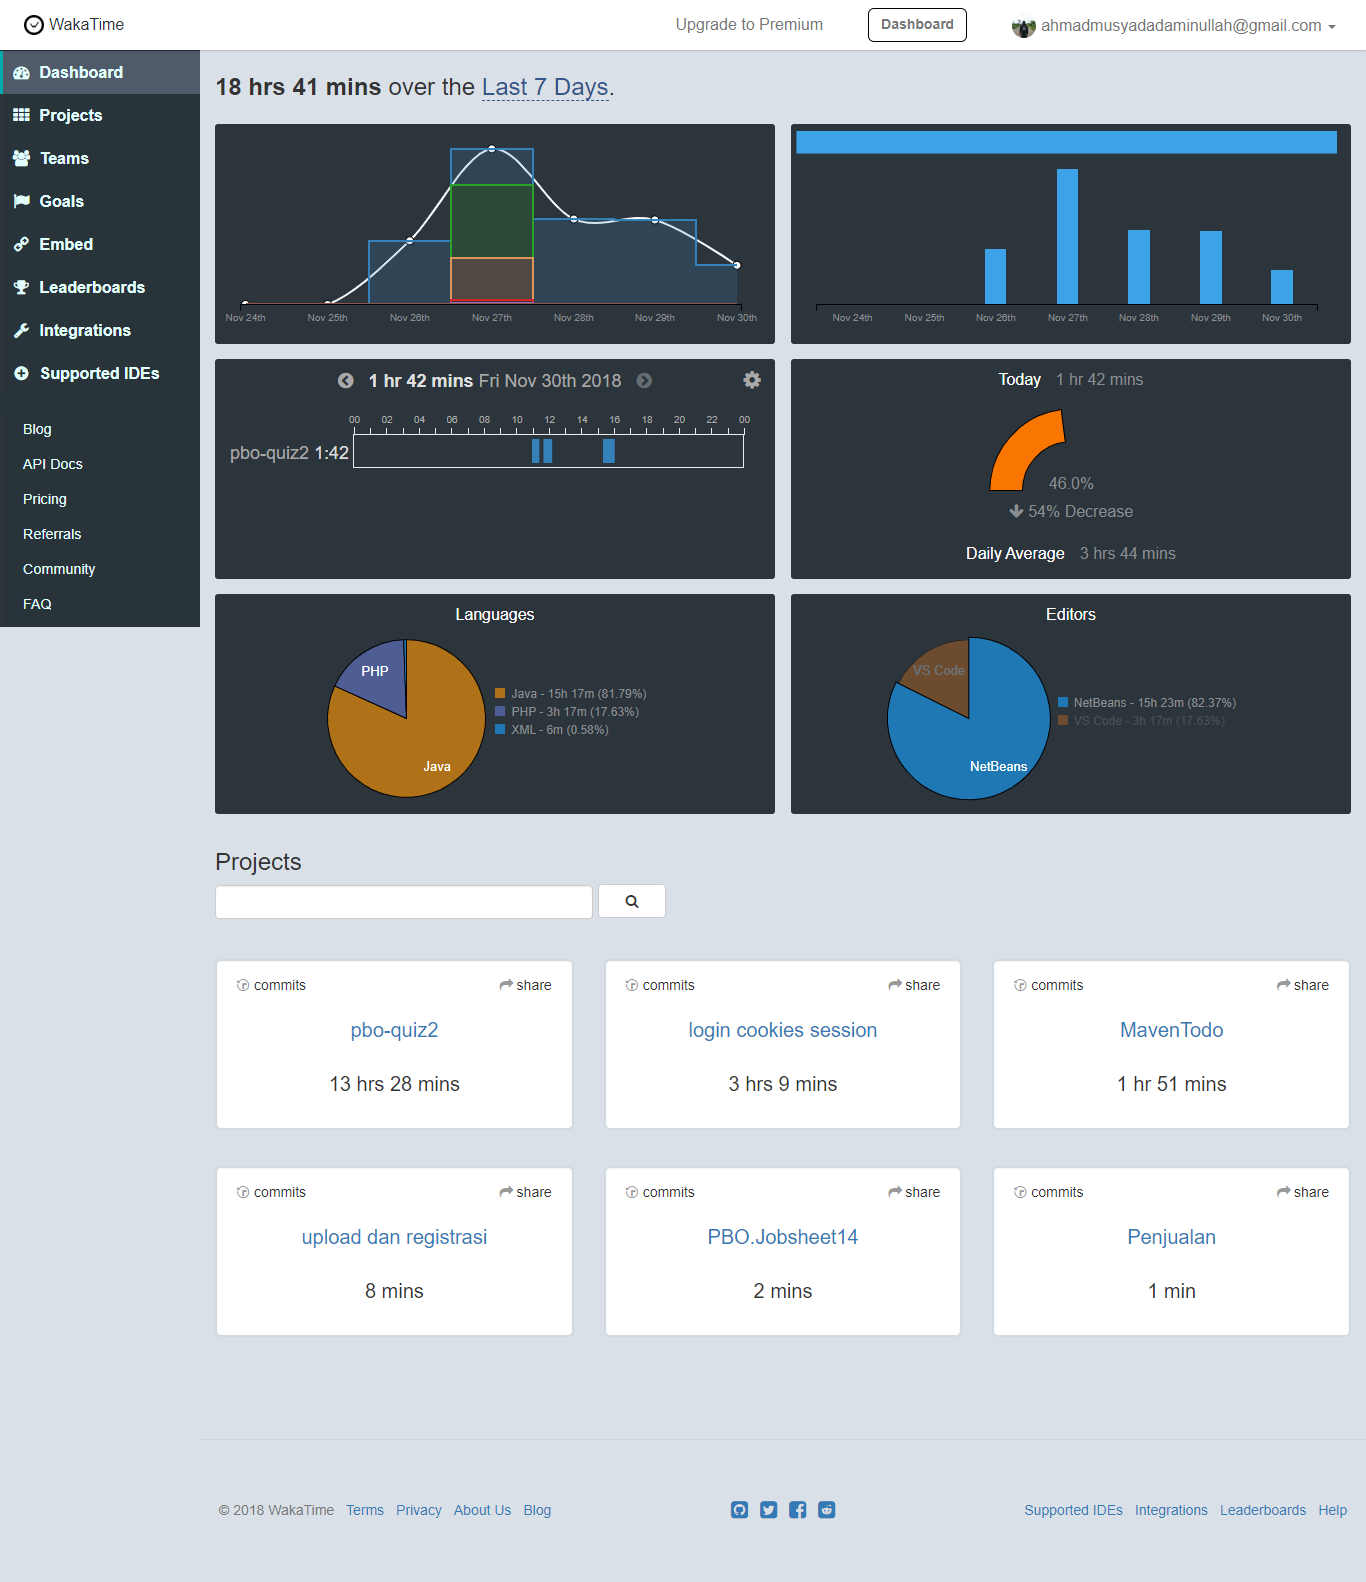 WakaTime
Upgrade to Premium
Dashboard
ahmadmusyadadaminullah@gmail.com
Dashboard
Projects
Teams
Goals
Embed
Leaderboards
Integrations
Supported IDEs
Blog
API Docs
Pricing
Referrals
Community
FAQ
18 hrs 41 mins over the Last 7 Days.
Nov 24th Nov 25th Nov 26th Nov 27th Nov 28th Nov 29th Nov 30th
Nov 24th Nov 25th Nov 26th Nov 27th Nov 28th Nov 29th Nov 30th
1 hr 42 mins Fri Nov 30th 2018
00 02 04 06 08 10 12 14 16 18 20 22 00
pbo-quiz2 1:42
Today 1 hr 42 mins
46.0%
54% Decrease
Daily Average 3 hrs 44 mins
Languages
PHP
Java
Java - 15h 17m (81.79%)
PHP - 3h 17m (17.63%)
XML - 6m (0.58%)
Editors
VS Code
NetBeans
NetBeans - 15h 23m (82.37%)
VS Code - 3h 17m (17.63%)
Projects
commits share
pbo-quiz2
13 hrs 28 mins
commits share
login cookies session
3 hrs 9 mins
commits share
MavenTodo
1 hr 51 mins
commits share
upload dan registrasi
8 mins
commits share
PBO.Jobsheet14
2 mins
commits share
Penjualan
1 min
© 2018 WakaTime Terms Privacy About Us Blog
Supported IDEs Integrations Leaderboards Help